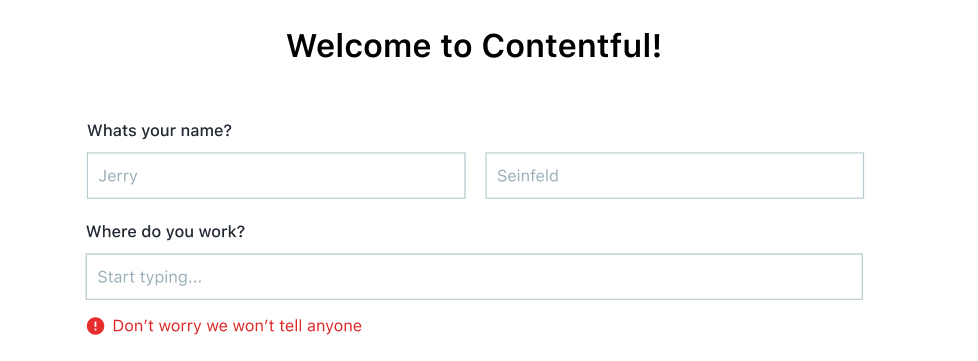 Welcome to Contentful!
Whats your name?
Jerry Seinfeld
Where do you work?
Start typing...
Don’t worry we won’t tell anyone